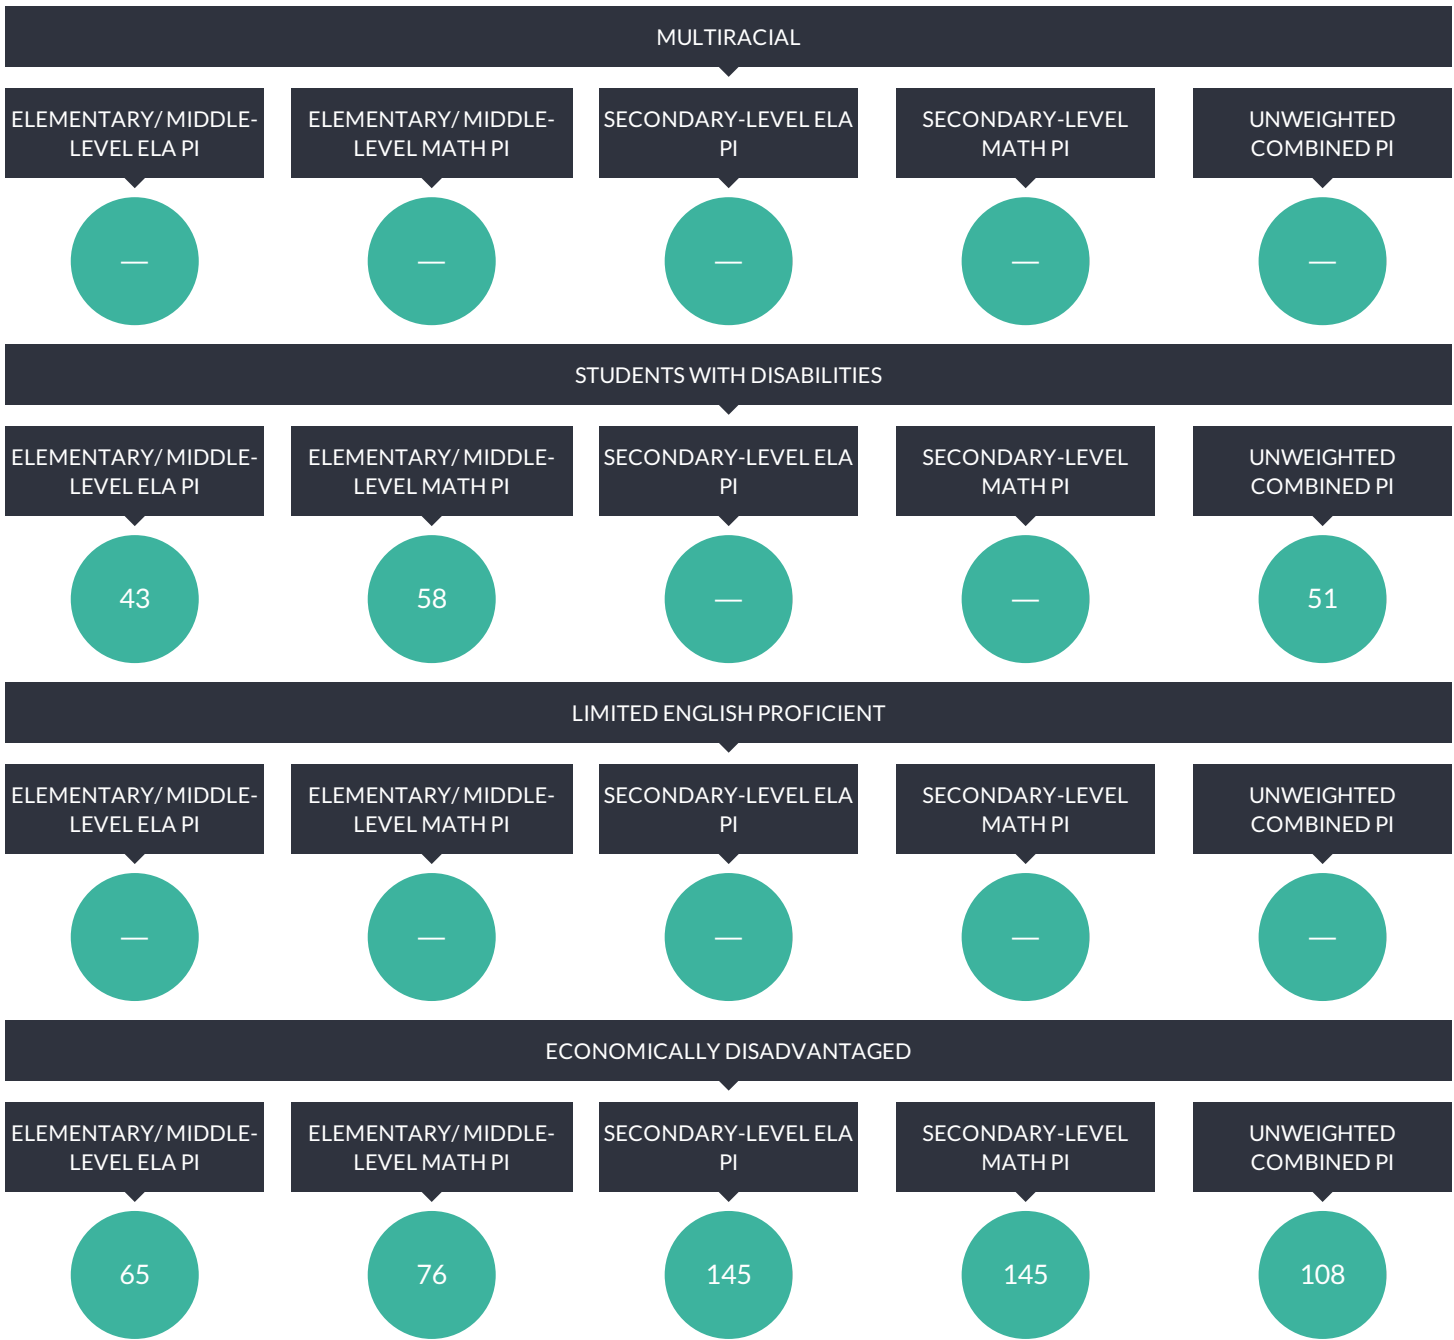 MULTIRACIAL
ELEMENTARY/ MIDDLE-
LEVEL ELA PI
ELEMENTARY/ MIDDLE-
LEVEL MATH PI
SECONDARY-LEVEL ELA
PI
SECONDARY-LEVEL
MATH PI
UNWEIGHTED
COMBINED PI
—
—
—
—
—
STUDENTS WITH DISABILITIES
ELEMENTARY/ MIDDLE-
LEVEL ELA PI
ELEMENTARY/ MIDDLE-
LEVEL MATH PI
SECONDARY-LEVEL ELA
PI
SECONDARY-LEVEL
MATH PI
UNWEIGHTED
COMBINED PI
43
58
—
—
51
LIMITED ENGLISH PROFICIENT
ELEMENTARY/ MIDDLE-
LEVEL ELA PI
ELEMENTARY/ MIDDLE-
LEVEL MATH PI
SECONDARY-LEVEL ELA
PI
SECONDARY-LEVEL
MATH PI
UNWEIGHTED
COMBINED PI
—
—
—
—
—
ECONOMICALLY DISADVANTAGED
ELEMENTARY/ MIDDLE-
LEVEL ELA PI
ELEMENTARY/ MIDDLE-
LEVEL MATH PI
SECONDARY-LEVEL ELA
PI
SECONDARY-LEVEL
MATH PI
UNWEIGHTED
COMBINED PI
65
76
145
145
108